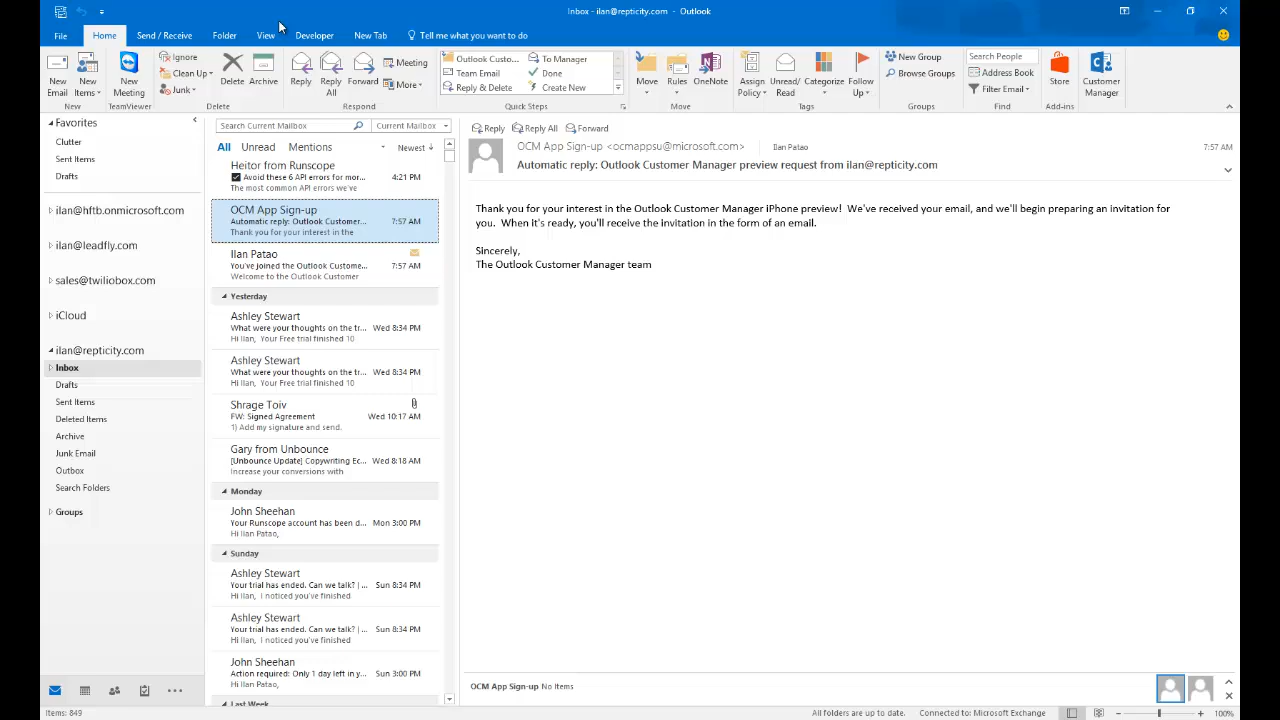 Inbox - ilan@repticity.com - Outlook
File Home Send / Receive Folder View Developer New Tab Tell me what you want to do
New Email
New Items
New
New Meeting
TeamViewer
Ignore
Clean Up
Junk
Delete
Archive
Delete
Reply
Reply All
Forward
Meeting
More
Respond
Outlook Custo...
Team Email
Reply & Delete
To Manager
Done
Create New
Quick Steps
Move
Rules
OneNote
Move
Assign Policy
Unread/ Read
Categorize
Follow Up
Tags
New Group
Browse Groups
Groups
Search People
Address Book
Filter Email
Find
Store
Add-ins
Customer Manager
Favorites
Clutter
Sent Items
Drafts
ilan@hftb.onmicrosoft.com
ilan@leadfly.com
sales@twiliobox.com
iCloud
ilan@repticity.com
Inbox
Drafts
Sent Items
Deleted Items
Archive
Junk Email
Outbox
Search Folders
Groups
Search Current Mailbox Current Mailbox
All Unread Mentions Newest
Heitor from Runscope
Avoid these 6 API errors for mor... 4:21 PM
The most common API errors we've
OCM App Sign-up
Automatic reply: Outlook Customer... 7:57 AM
Thank you for your interest in the
Ilan Patao
You've joined the Outlook Custome... 7:57 AM
Welcome to the Outlook Customer
Yesterday
Ashley Stewart
What were your thoughts on the tr... Wed 8:34 PM
Hi Ilan, Your Free trial finished 10
Ashley Stewart
What were your thoughts on the tr... Wed 8:34 PM
Hi Ilan, Your Free trial finished 10
Shrage Toiv
FW: Signed Agreement Wed 10:17 AM
1) Add my signature and send.
Gary from Unbounce
[Unbounce Update] Copywriting Ec... Wed 8:18 AM
Increase your conversions with
Monday
John Sheehan
Your Runscope account has been d... Mon 3:00 PM
Hi Ilan Patao,
Sunday
Ashley Stewart
Your trial has ended. Can we talk? | ... Sun 8:34 PM
Hi Ilan, I noticed you've finished
Ashley Stewart
Your trial has ended. Can we talk? | ... Sun 8:34 PM
Hi Ilan, I noticed you've finished
John Sheehan
Action required: Only 1 day left in y... Sun 3:00 PM
Hi Ilan Patao,
Last Week
Reply Reply All Forward
OCM App Sign-up <ocmappsu@microsoft.com> Ilan Patao 7:57 AM
Automatic reply: Outlook Customer Manager preview request from ilan@repticity.com
Thank you for your interest in the Outlook Customer Manager iPhone preview! We've received your email, and we'll begin preparing an invitation for
you. When it's ready, you'll receive the invitation in the form of an email.
Sincerely,
The Outlook Customer Manager team
OCM App Sign-up No Items
Items: 849 All folders are up to date. Connected to: Microsoft Exchange 100%